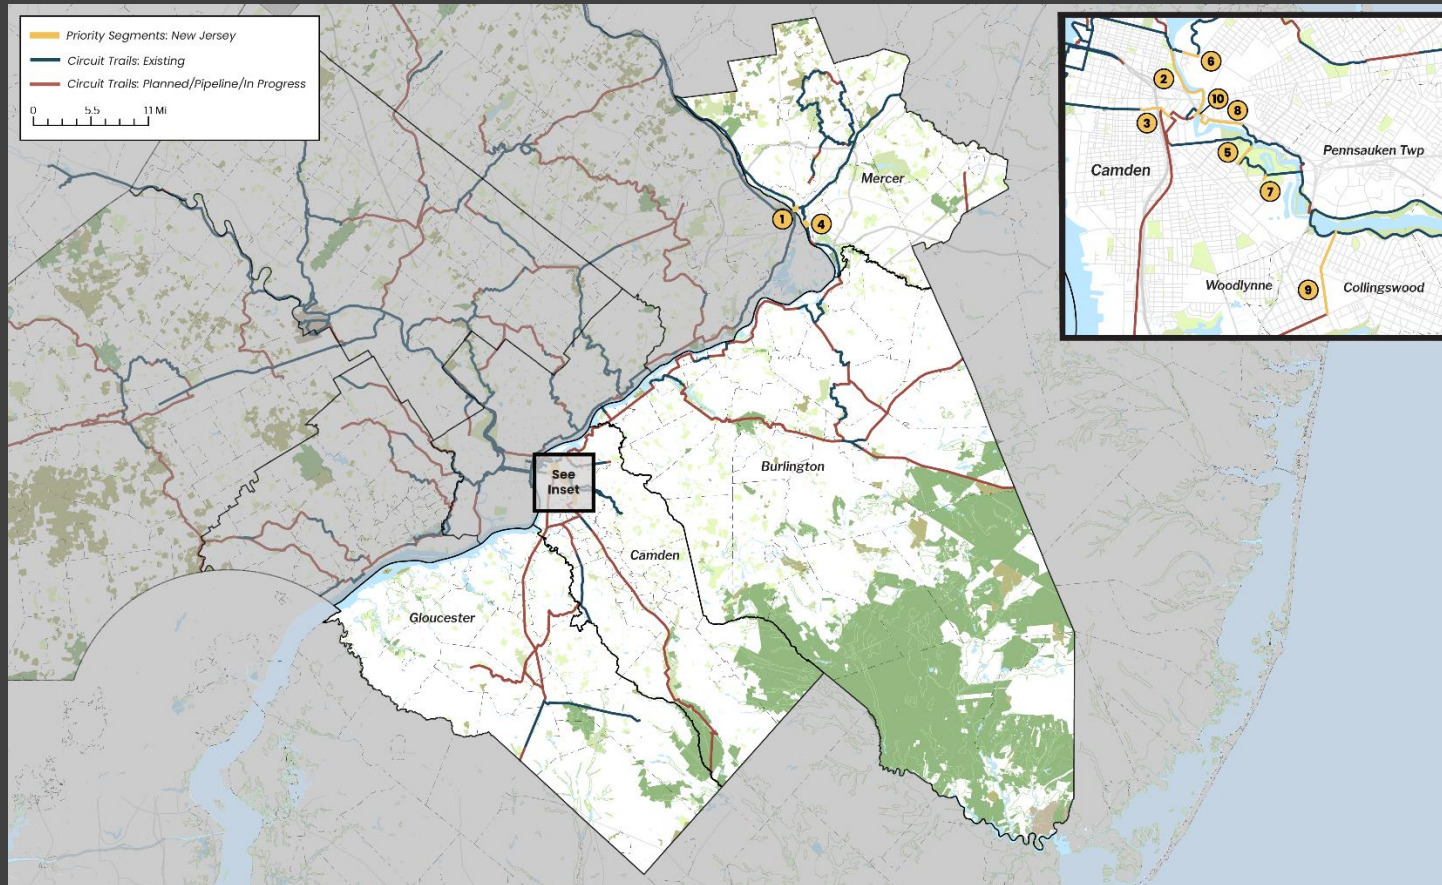 Priority Segments: New Jersey
Circuit Trails: Existing
Circuit Trails: Planned/Pipeline/In Progress
0 5.5 11 Mi
6
2
10
8
3
5
Pennsauken Twp
Camden
7
Woodlynne
9
Collingswood
Mercer
1
4
See
Inset
Burlington
Camden
Gloucester